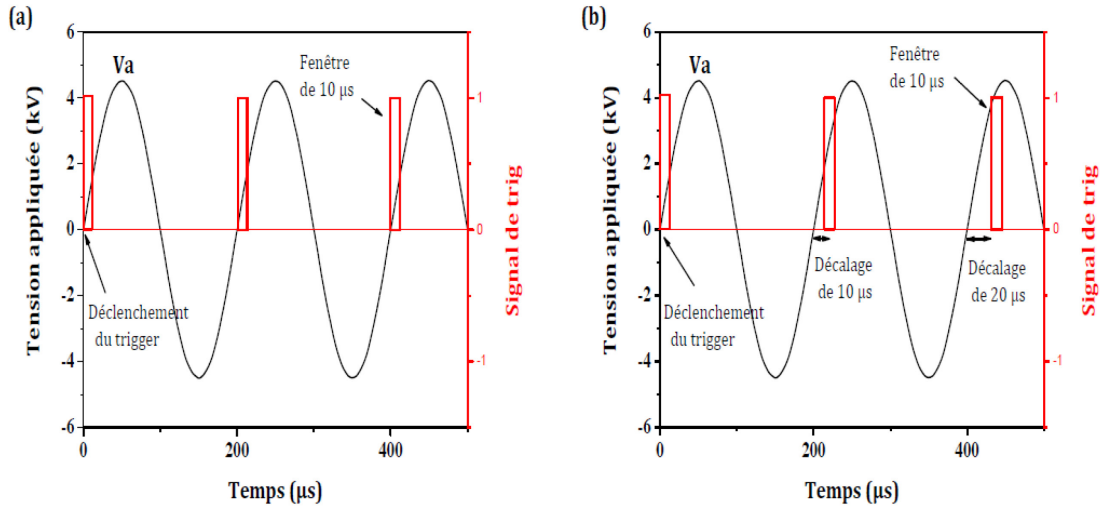 (a)
6
4
2
0
-2
-4
-6
Tension appliquée (kV)
Va
Fenêtre
de 10 µs
Déclenchement
du trigger
1
0
-1
Signal de trig
0
200
400
Temps (µs)
(b)
6
4
2
0
-2
-4
-6
Tension appliquée (kV)
Va
Fenêtre
de 10 µs
Décalage
de 10 µs
Décalage
de 20 µs
Déclenchement
du trigger
1
0
-1
Signal de trig
0
200
400
Temps (µs)